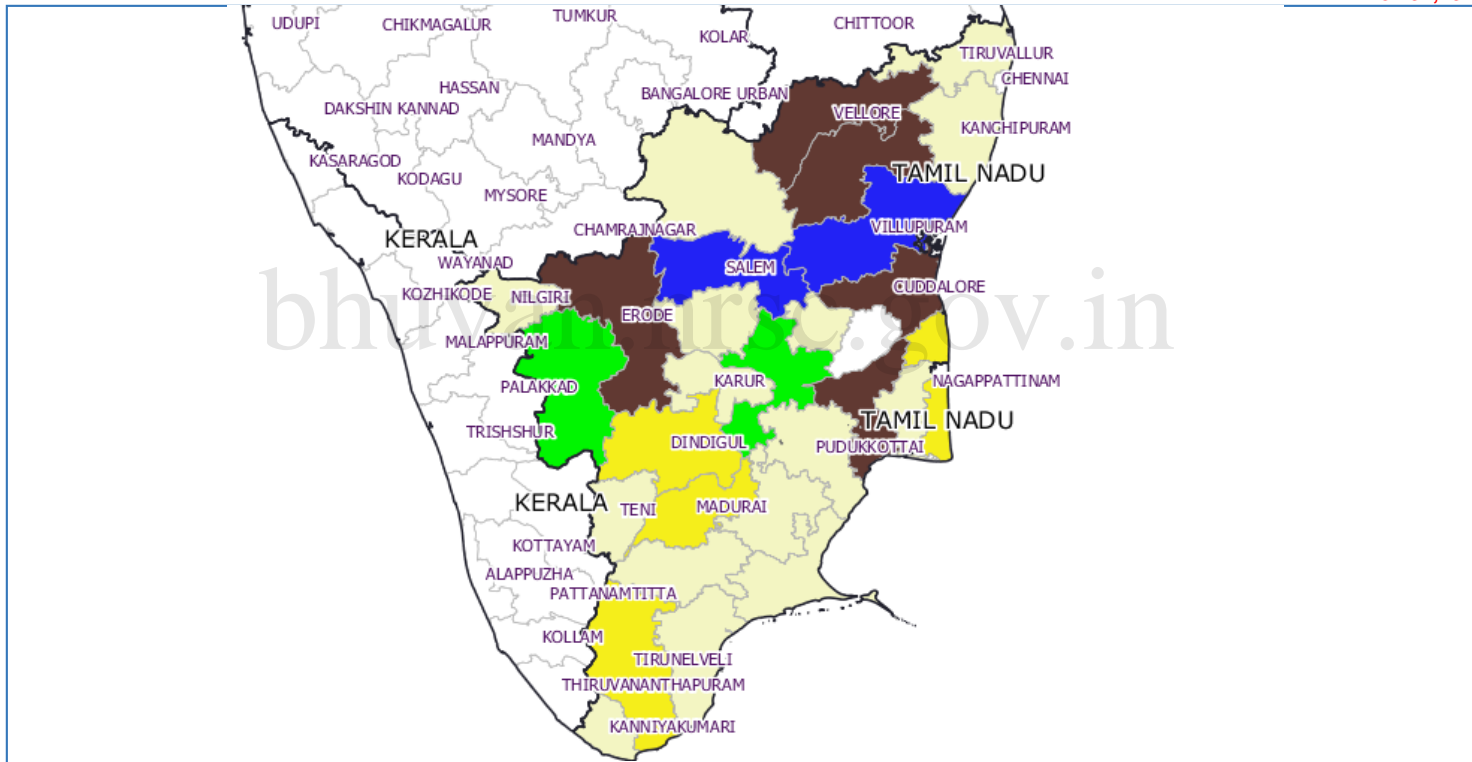 TUMKUR
UDUPI
CHIKMAGALUR
CHITTOOR
KOLAR
TIRUVALLUR
CHENNAI
HASSAN
BANGALORE URBAN
DAKSHIN KANNAD
VELLORE
KANCHIPURAM
MANDYA
KASARAGOD
TAMIL NADU
KODAGU
MYSORE
CHAMRAJNAGAR
VILLUPURAM
KERALA
WAYANAD
SALEM
CUDDALORE
KOZHIKODE
NILGIRI
bhuvan.nrsc.gov.in
ERODE
MALAPPURAM
PALAKKAD
KARUR
NAGAPPATTINAM
TAMIL NADU
TRISHSHUR
DINDIGUL
PUDUKKOTTAI
KERALA
TENI
MADURAI
KOTTAYAM
ALAPPUZHA
PATTANAMTITTA
KOLLAM
TIRUNELVELI
THIRUVANANTHAPURAM
KANNIYAKUMARI